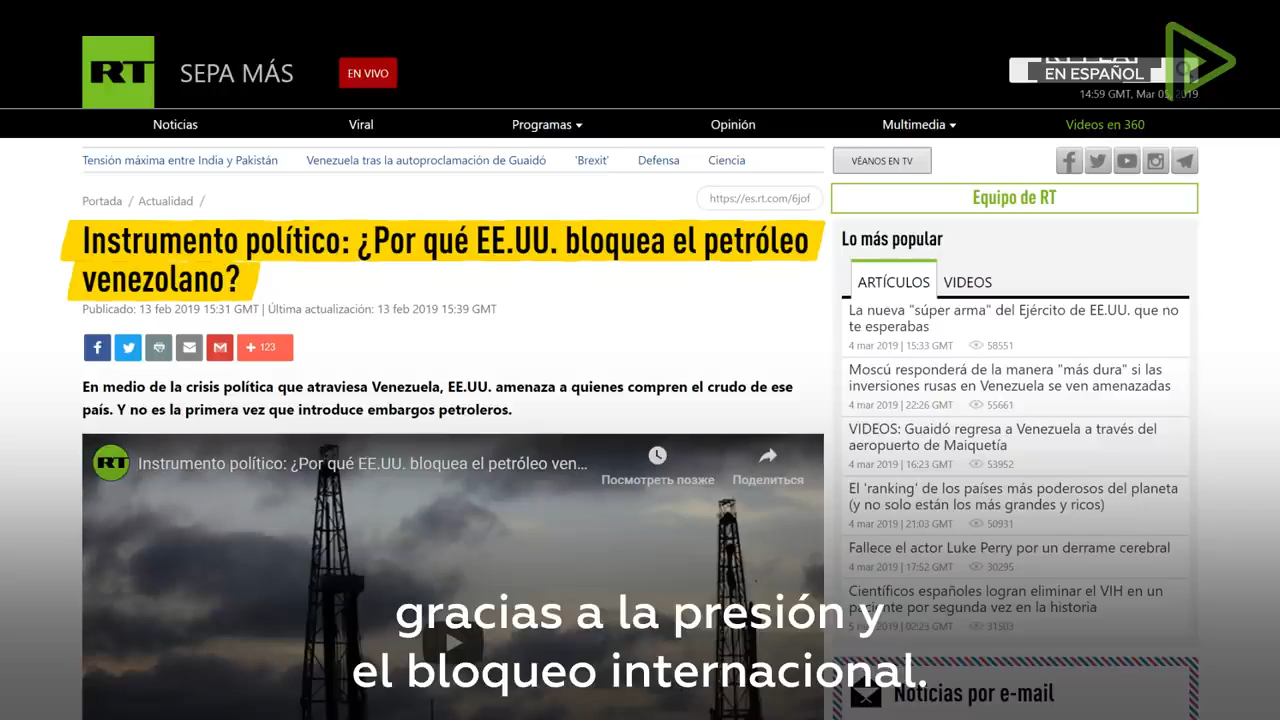 RT
SEPA MÁS
EN VIVO
EN ESPAÑOL
14:59 GMT, Mar 05, 2019
Noticias
Viral
Programas
Opinión
Multimedia
Videos en 360
Tensión máxima entre India y Pakistán
Venezuela tras la autoproclamación de Guaidó
'Brexit'
Defensa
Ciencia
VÉANOS EN TV
Portada / Actualidad /
https://es.rt.com/6jof
Equipo de RT
Instrumento político: ¿Por qué EE.UU. bloquea el petróleo
venezolano?
Publicado: 13 feb 2019 15:31 GMT | Última actualización: 13 feb 2019 15:39 GMT
+ 123
En medio de la crisis política que atraviesa Venezuela, EE.UU. amenaza a quienes compren el crudo de ese
país. Y no es la primera vez que introduce embargos petroleros.
RT
Instrumento político: ¿Por qué EE.UU. bloquea el petróleo ven...
Посмотреть позже
Поделиться
Lo más popular
ARTÍCULOS
VIDEOS
La nueva "súper arma" del Ejército de EE.UU. que no
te esperabas
4 mar 2019 | 15:33 GMT 58551
Moscú responderá de la manera "más dura" si las
inversiones rusas en Venezuela se ven amenazadas
4 mar 2019 | 22:26 GMT 55661
VIDEOS: Guaidó regresa a Venezuela a través del
aeropuerto de Maiquetía
4 mar 2019 | 16:23 GMT 53952
El 'ranking' de los países más poderosos del planeta
(y no solo están los más grandes y ricos)
4 mar 2019 | 21:03 GMT 50931
Fallece el actor Luke Perry por un derrame cerebral
4 mar 2019 | 17:52 GMT 30295
Científicos españoles logran eliminar el VIH en un
paciente por segunda vez en la historia
5 mar 2019 | 02:23 GMT 31503
Noticias por e-mail
gracias a la presión y
el bloqueo internacional.